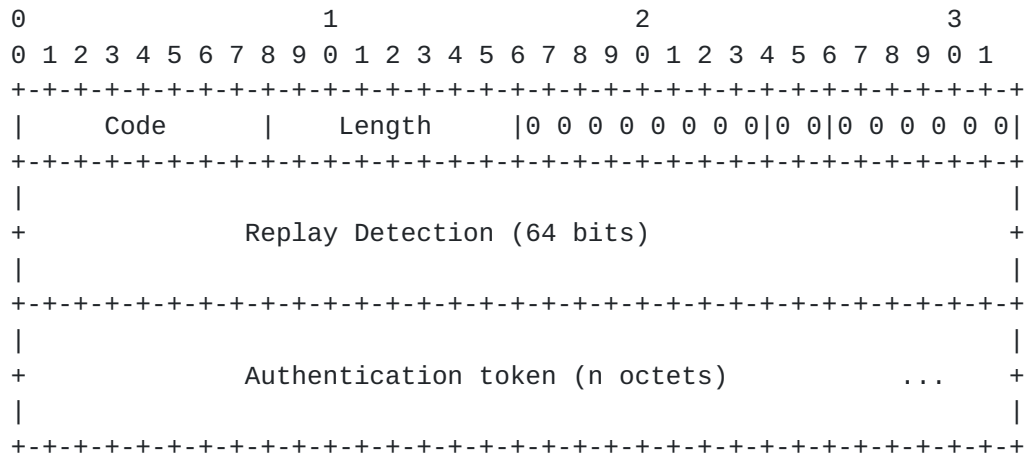 0                   1                   2                   3
0 1 2 3 4 5 6 7 8 9 0 1 2 3 4 5 6 7 8 9 0 1 2 3 4 5 6 7 8 9 0 1
+-+-+-+-+-+-+-+-+-+-+-+-+-+-+-+-+-+-+-+-+-+-+-+-+-+-+-+-+-+-+-+-+
|     Code      |    Length     |0 0 0 0 0 0 0 0|0 0|0 0 0 0 0 0|
+-+-+-+-+-+-+-+-+-+-+-+-+-+-+-+-+-+-+-+-+-+-+-+-+-+-+-+-+-+-+-+-+
|                                                               |
+              Replay Detection (64 bits)                       +
|                                                               |
+-+-+-+-+-+-+-+-+-+-+-+-+-+-+-+-+-+-+-+-+-+-+-+-+-+-+-+-+-+-+-+-+
|                                                               |
+              Authentication token (n octets)           ...    +
|                                                               |
+-+-+-+-+-+-+-+-+-+-+-+-+-+-+-+-+-+-+-+-+-+-+-+-+-+-+-+-+-+-+-+-+